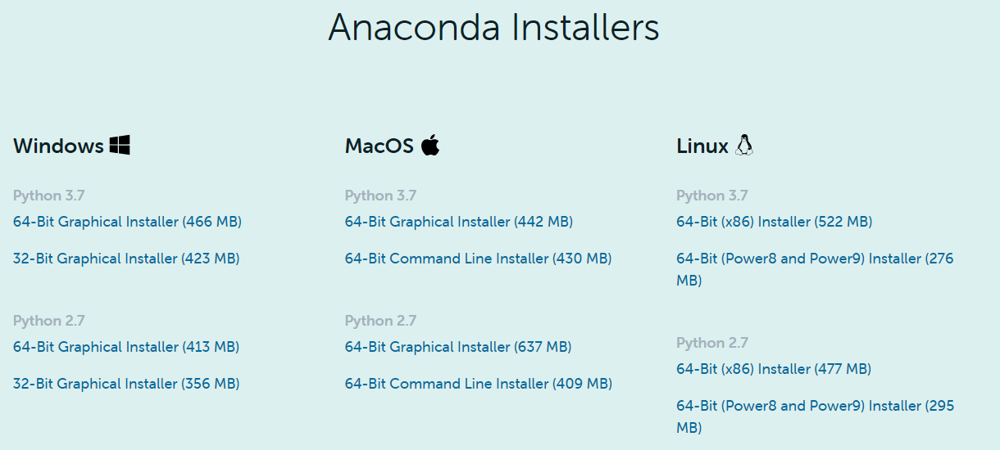 Anaconda Installers
Windows
Python 3.7
64-Bit Graphical Installer (466 MB)
32-Bit Graphical Installer (423 MB)
Python 2.7
64-Bit Graphical Installer (413 MB)
32-Bit Graphical Installer (356 MB)
MacOS
Python 3.7
64-Bit Graphical Installer (442 MB)
64-Bit Command Line Installer (430 MB)
Python 2.7
64-Bit Graphical Installer (637 MB)
64-Bit Command Line Installer (409 MB)
Linux
Python 3.7
64-Bit (x86) Installer (522 MB)
64-Bit (Power8 and Power9) Installer (276
MB)
Python 2.7
64-Bit (x86) Installer (477 MB)
64-Bit (Power8 and Power9) Installer (295
MB)